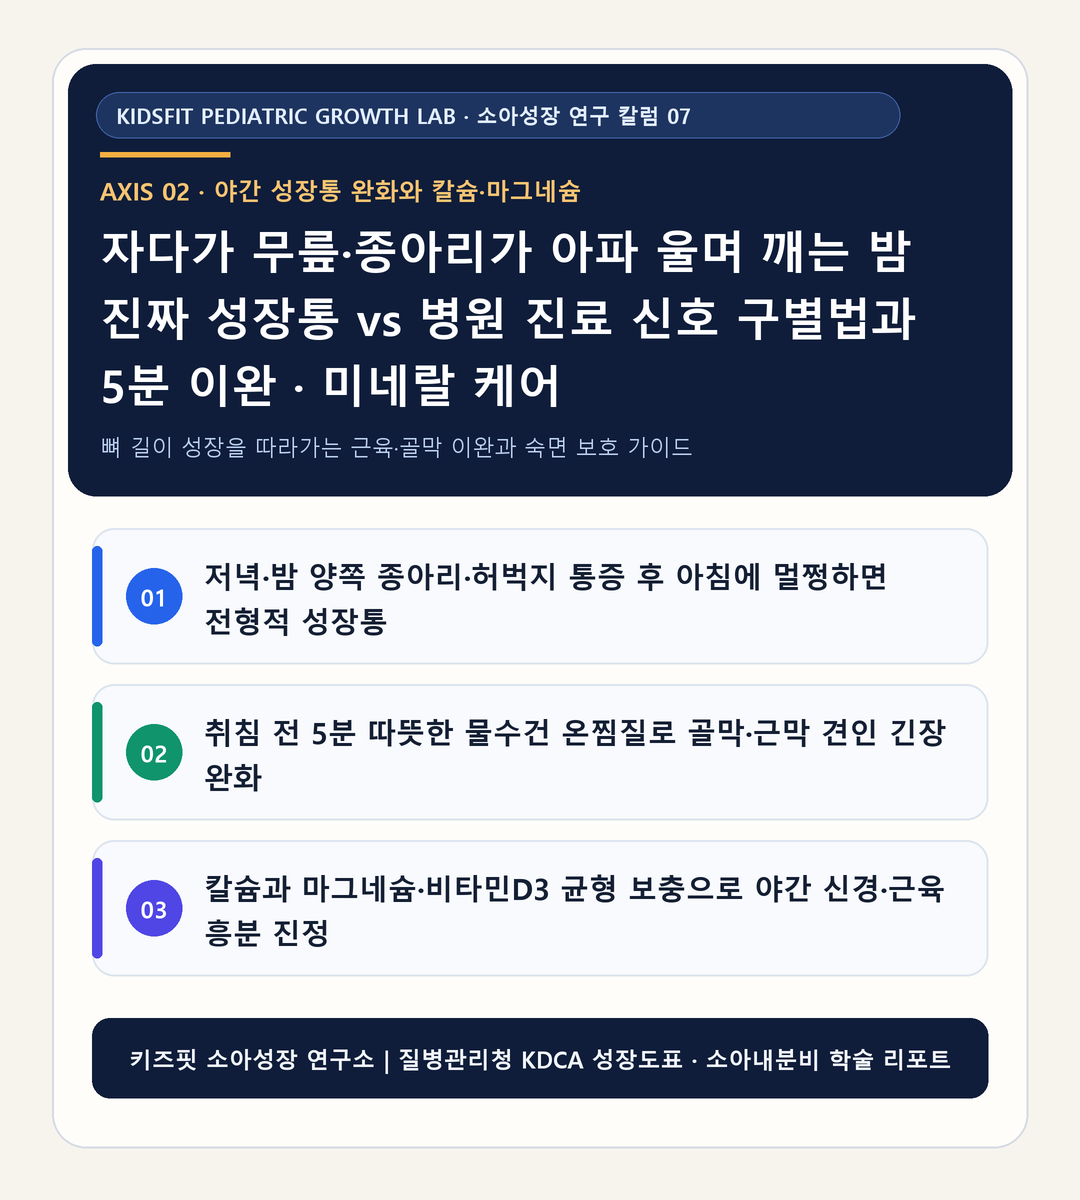 KIDSFIT PEDIATRIC GROWTH LAB · 소아성장 연구 칼럼 07
AXIS 02 · 야간 성장통 완화와 칼슘·마그네슘
자다가 무릎·종아리가 아파 울며 깨는 밤
진짜 성장통 vs 병원 진료 신호 구별법과
5분 이완 · 미네랄 케어
뼈 길이 성장을 따라가는 근육·골막 이완과 숙면 보호 가이드
01
저녁·밤 양쪽 종아리·허벅지 통증 후 아침에 멀쩡하면
전형적 성장통
02
취침 전 5분 따뜻한 물수건 온찜질로 골막·근막 견인 긴장
완화
03
칼슘과 마그네슘·비타민D3 균형 보충으로 야간 신경·근육
흥분 진정
키즈핏 소아성장 연구소 | 질병관리청 KDCA 성장도표 · 소아내분비 학술 리포트